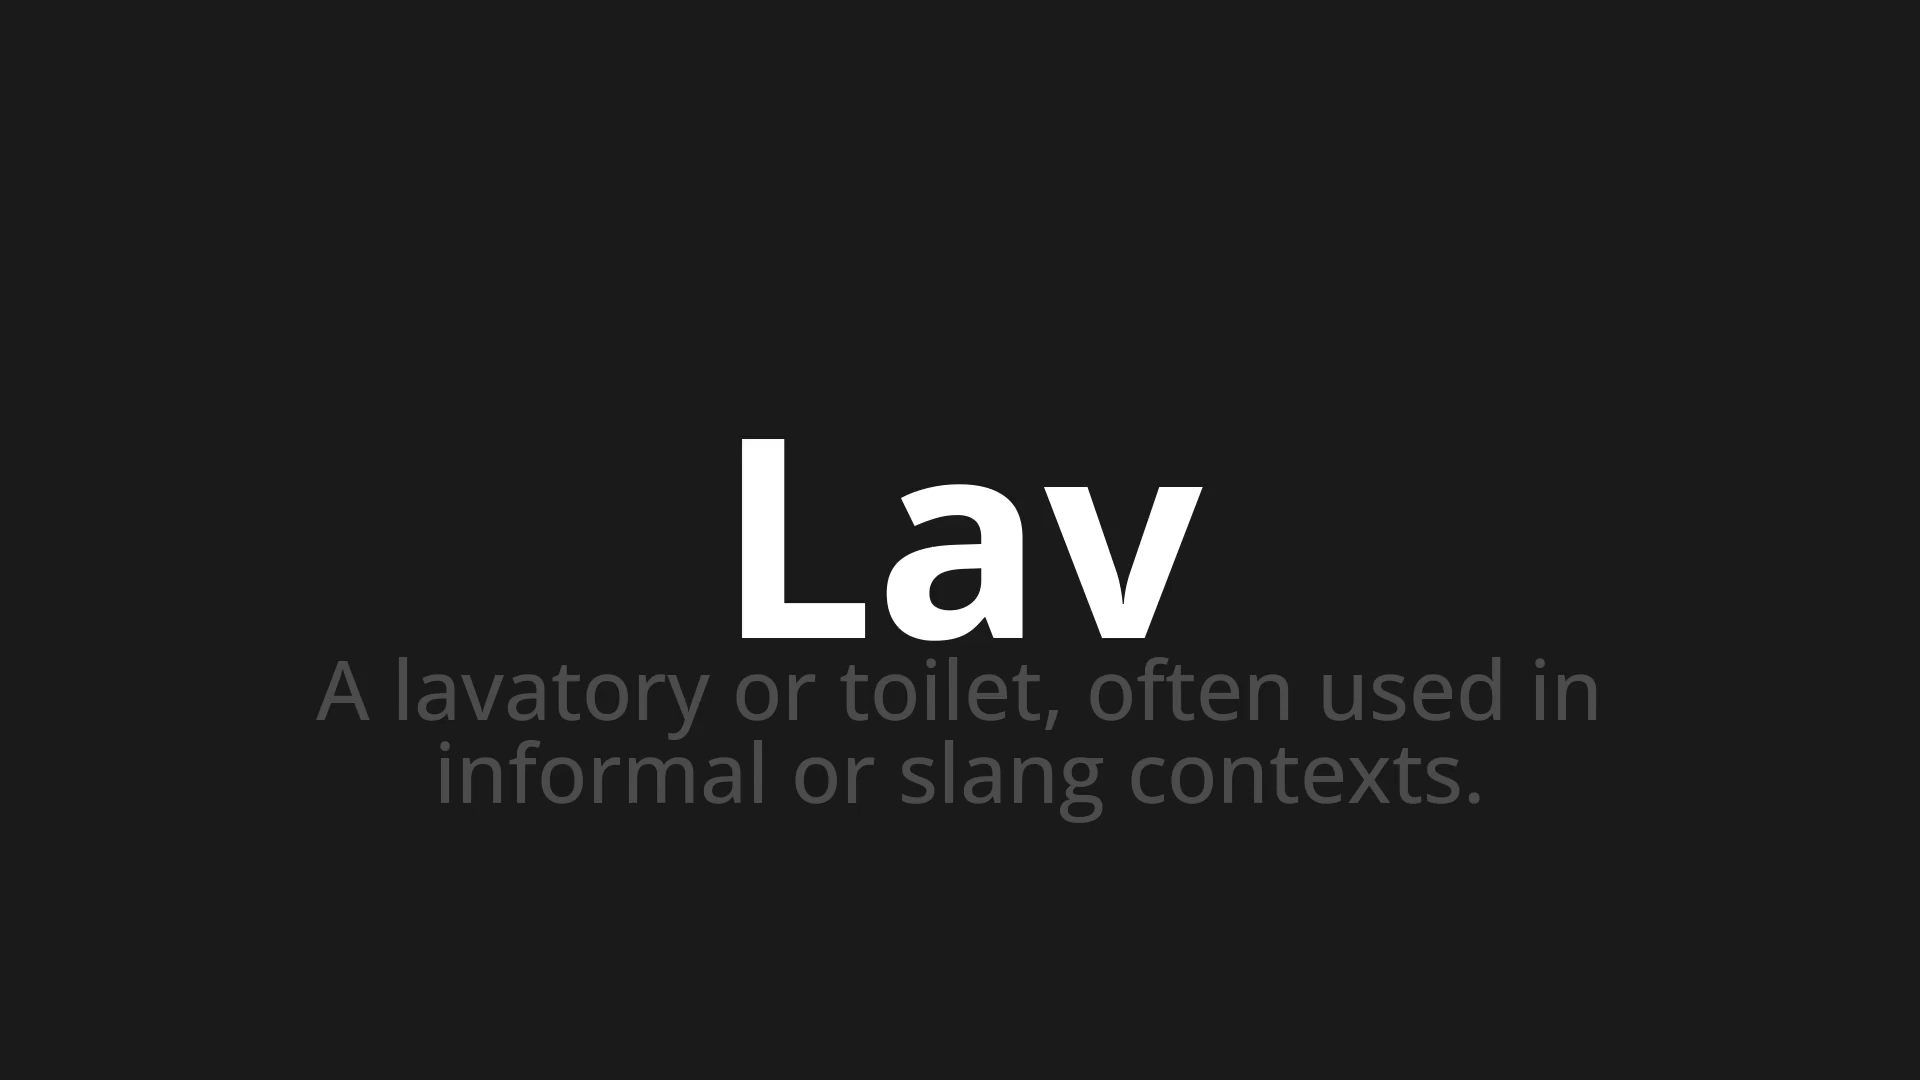 Lav
A lavatory or toilet, often used in
informal or slang contexts.